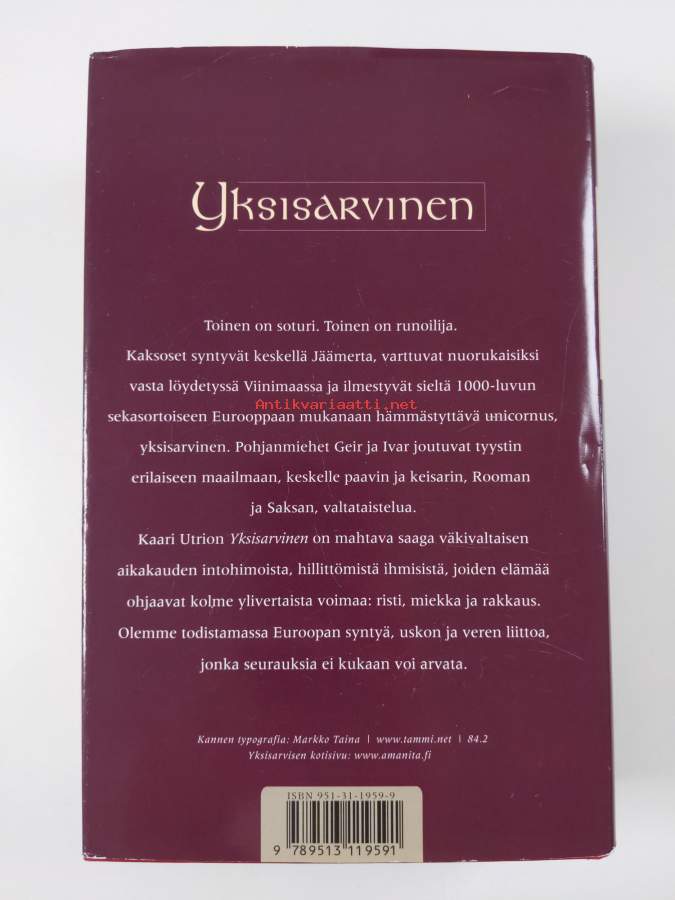 Yksisarvinen
Toinen on soturi. Toinen on runoilija.
Kaksoset syntyvät keskellä Jäämerta, varttuvat nuorukaisiksi
vasta löydetyssä Viinimaassa ja ilmestyvät sieltä 1000-luvun
Antikvariaatti.net
sekasortoiseen Eurooppaan mukanaan hämmästyttävä unicornus,
yksisarvinen. Pohjanmiehet Geir ja Ivar joutuvat tyystin
erilaiseen maailmaan, keskelle paavin ja keisarin, Rooman
ja Saksan, valtataistelua.
Kaari Utrion Yksisarvinen on mahtava saaga väkivaltaisen
aikakauden intohimoista, hillittömistä ihmisistä, joiden elämää
ohjaavat kolme ylivertaista voimaa: risti, miekka ja rakkaus.
Olemme todistamassa Euroopan syntyä, uskon ja veren liittoa,
jonka seurauksia ei kukaan voi arvata.
Kannen typografia: Markko Taina | www.tammi.net | 84.2
Yksisarvisen kotisivu: www.amanita.fi
ISBN 951-31-1959-9
9 789513 119591